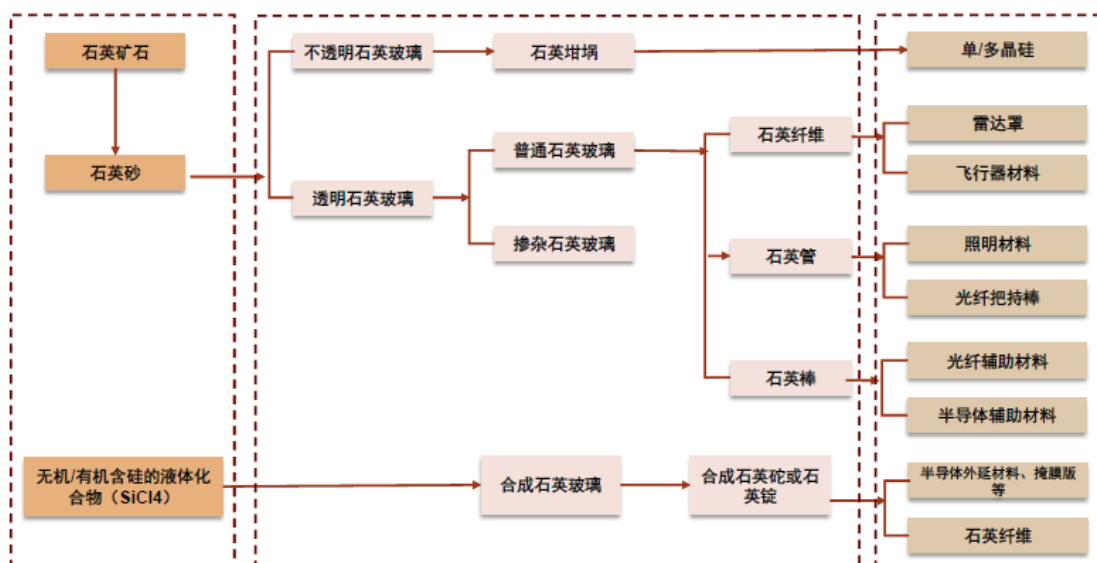 石英矿石
石英砂
无机/有机含硅的液体化
合物（SiCl4）
不透明石英玻璃
石英坩埚
透明石英玻璃
普通石英玻璃
掺杂石英玻璃
石英纤维
石英管
石英棒
合成石英玻璃
合成石英砣或石
英锭
单/多晶硅
雷达罩
飞行器材料
照明材料
光纤把持棒
光纤辅助材料
半导体辅助材料
半导体外延材料、掩膜版
等
石英纤维